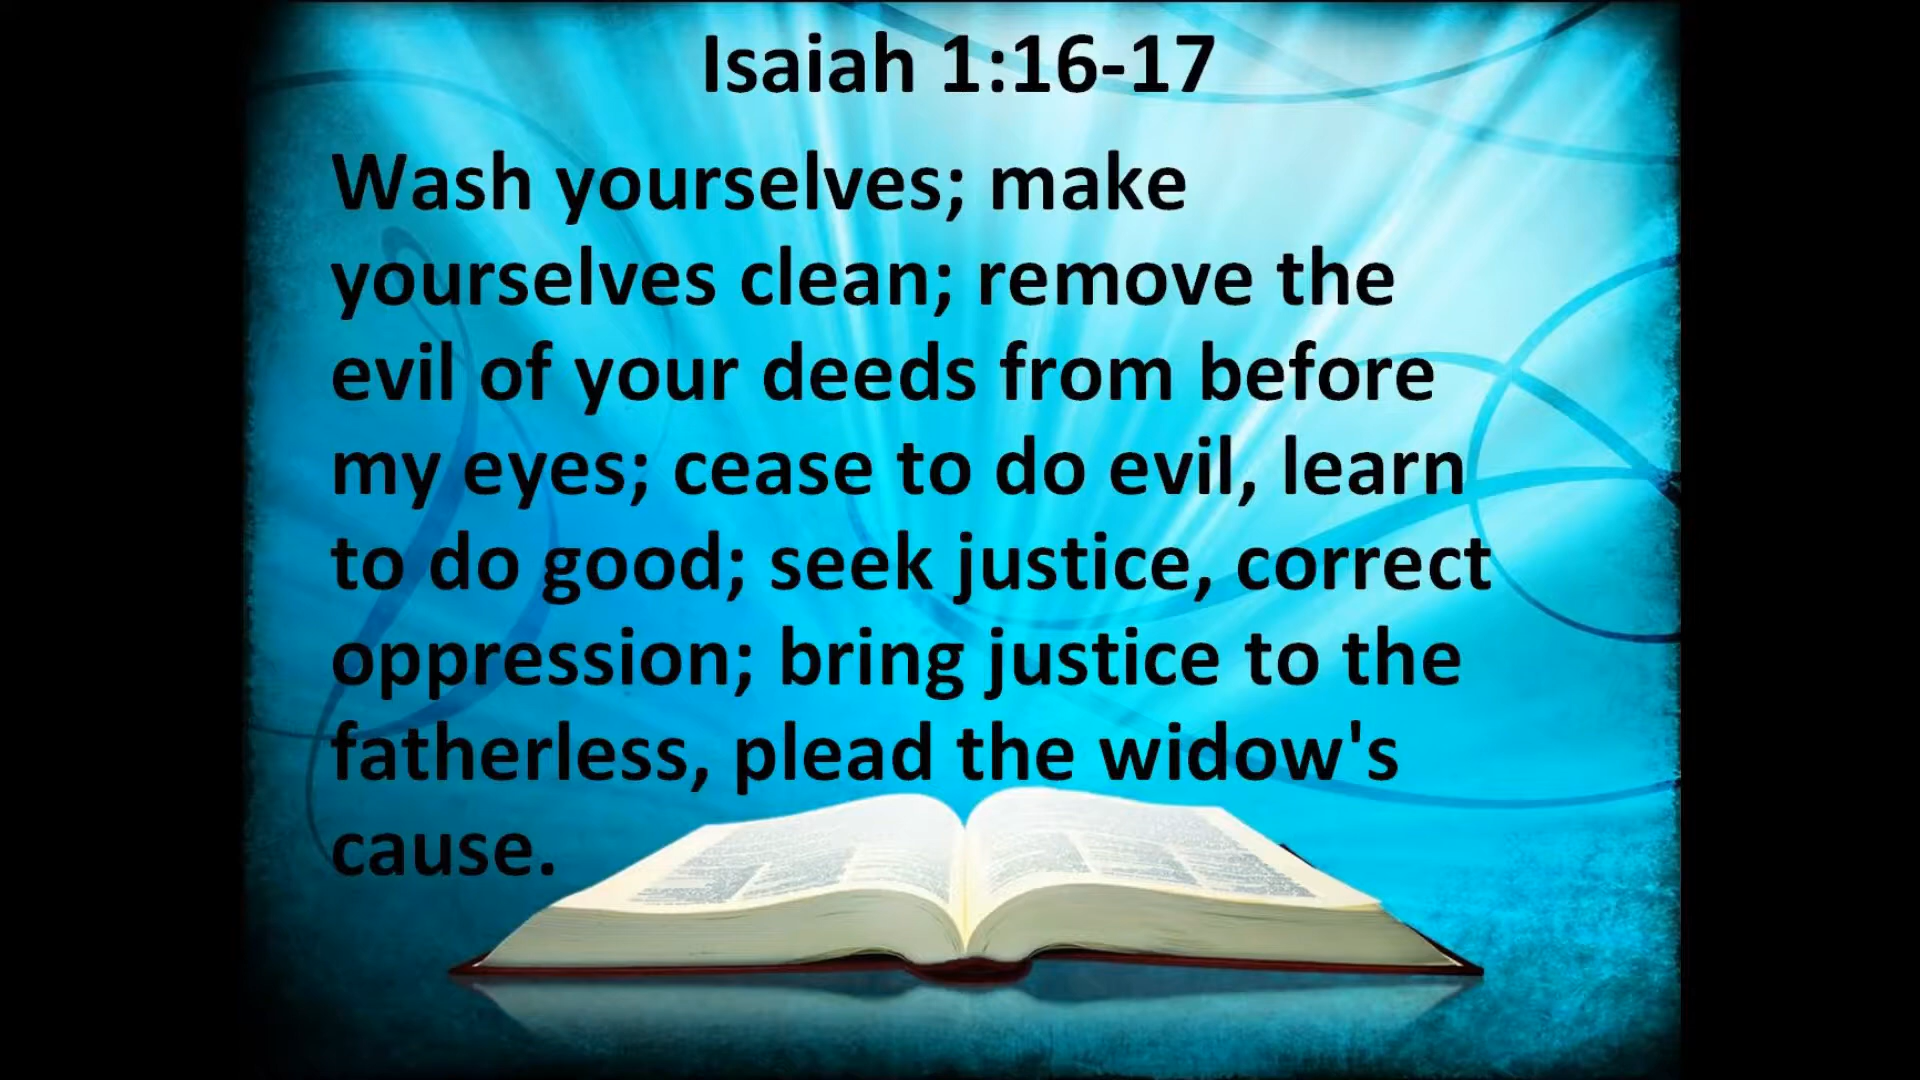 Isaiah 1:16-17
Wash yourselves; make
yourselves clean; remove the
evil of your deeds from before
my eyes; cease to do evil, learn
to do good; seek justice, correct
oppression; bring justice to the
fatherless, plead the widow's
cause.